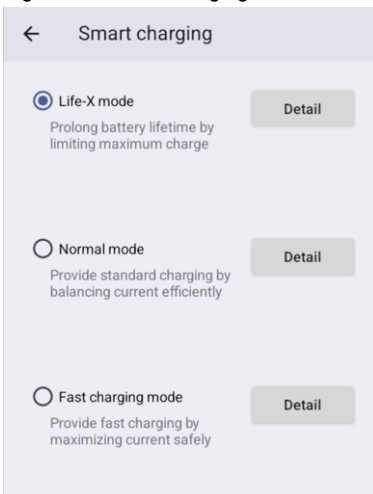 Smart charging
Life-X mode
Detail
Prolong battery lifetime by
limiting maximum charge
Normal mode
Detail
Provide standard charging by
balancing current efficiently
Fast charging mode
Detail
Provide fast charging by
maximizing current safely